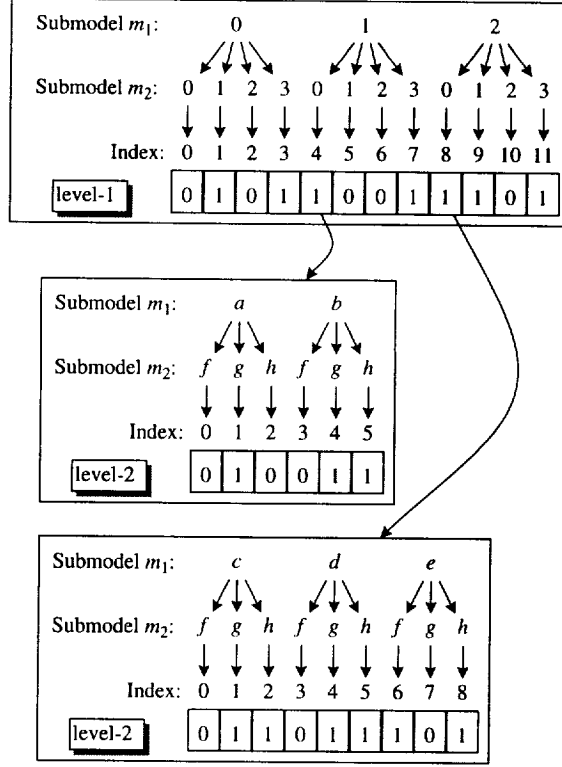 Submodel m1: 0 1 2
Submodel m2: 0 1 2 3 0 1 2 3 0 1 2 3
Index: 0 1 2 3 4 5 6 7 8 9 10 11
level-1 0 1 0 1 1 0 0 1 1 1 0 1
Submodel m1: a b
Submodel m2: f g h f g h
Index: 0 1 2 3 4 5
level-2 0 1 0 0 1 1
Submodel m1: c d e
Submodel m2: f g h f g h f g h
Index: 0 1 2 3 4 5 6 7 8
level-2 0 1 1 0 1 1 1 0 1